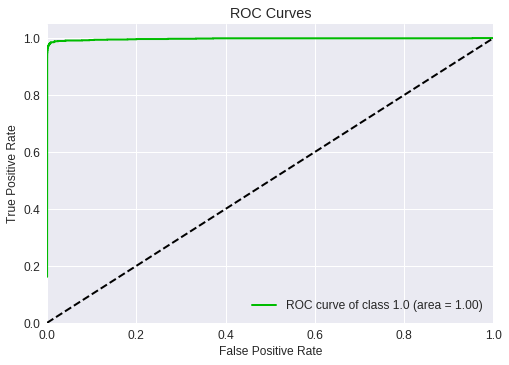 ROC Curves
True Positive Rate
1.0
0.8
0.6
0.4
0.2
0.0
ROC curve of class 1.0 (area = 1.00)
0.0 0.2 0.4 0.6 0.8 1.0
False Positive Rate